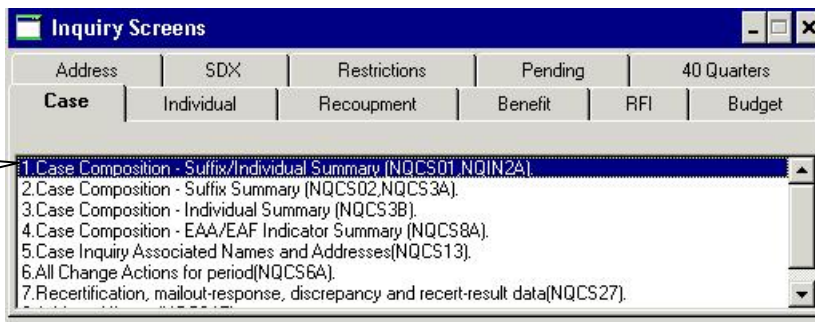 Inquiry Screens
Address SDX Restrictions Pending 40 Quarters
Case Individual Recoupment Benefit RFI Budget
1.Case Composition - Suffix/Individual Summary (NQCS01,NQIN2A).
2.Case Composition - Suffix Summary (NQCS02,NQCS3A).
3.Case Composition - Individual Summary (NQCS3B).
4.Case Composition - EAA/EAF Indicator Summary (NQCS8A).
5.Case Inquiry Associated Names and Addresses(NQCS13).
6.All Change Actions for period(NQCS6A).
7.Recertification, mailout-response, discrepancy and recert-result data(NQCS27).